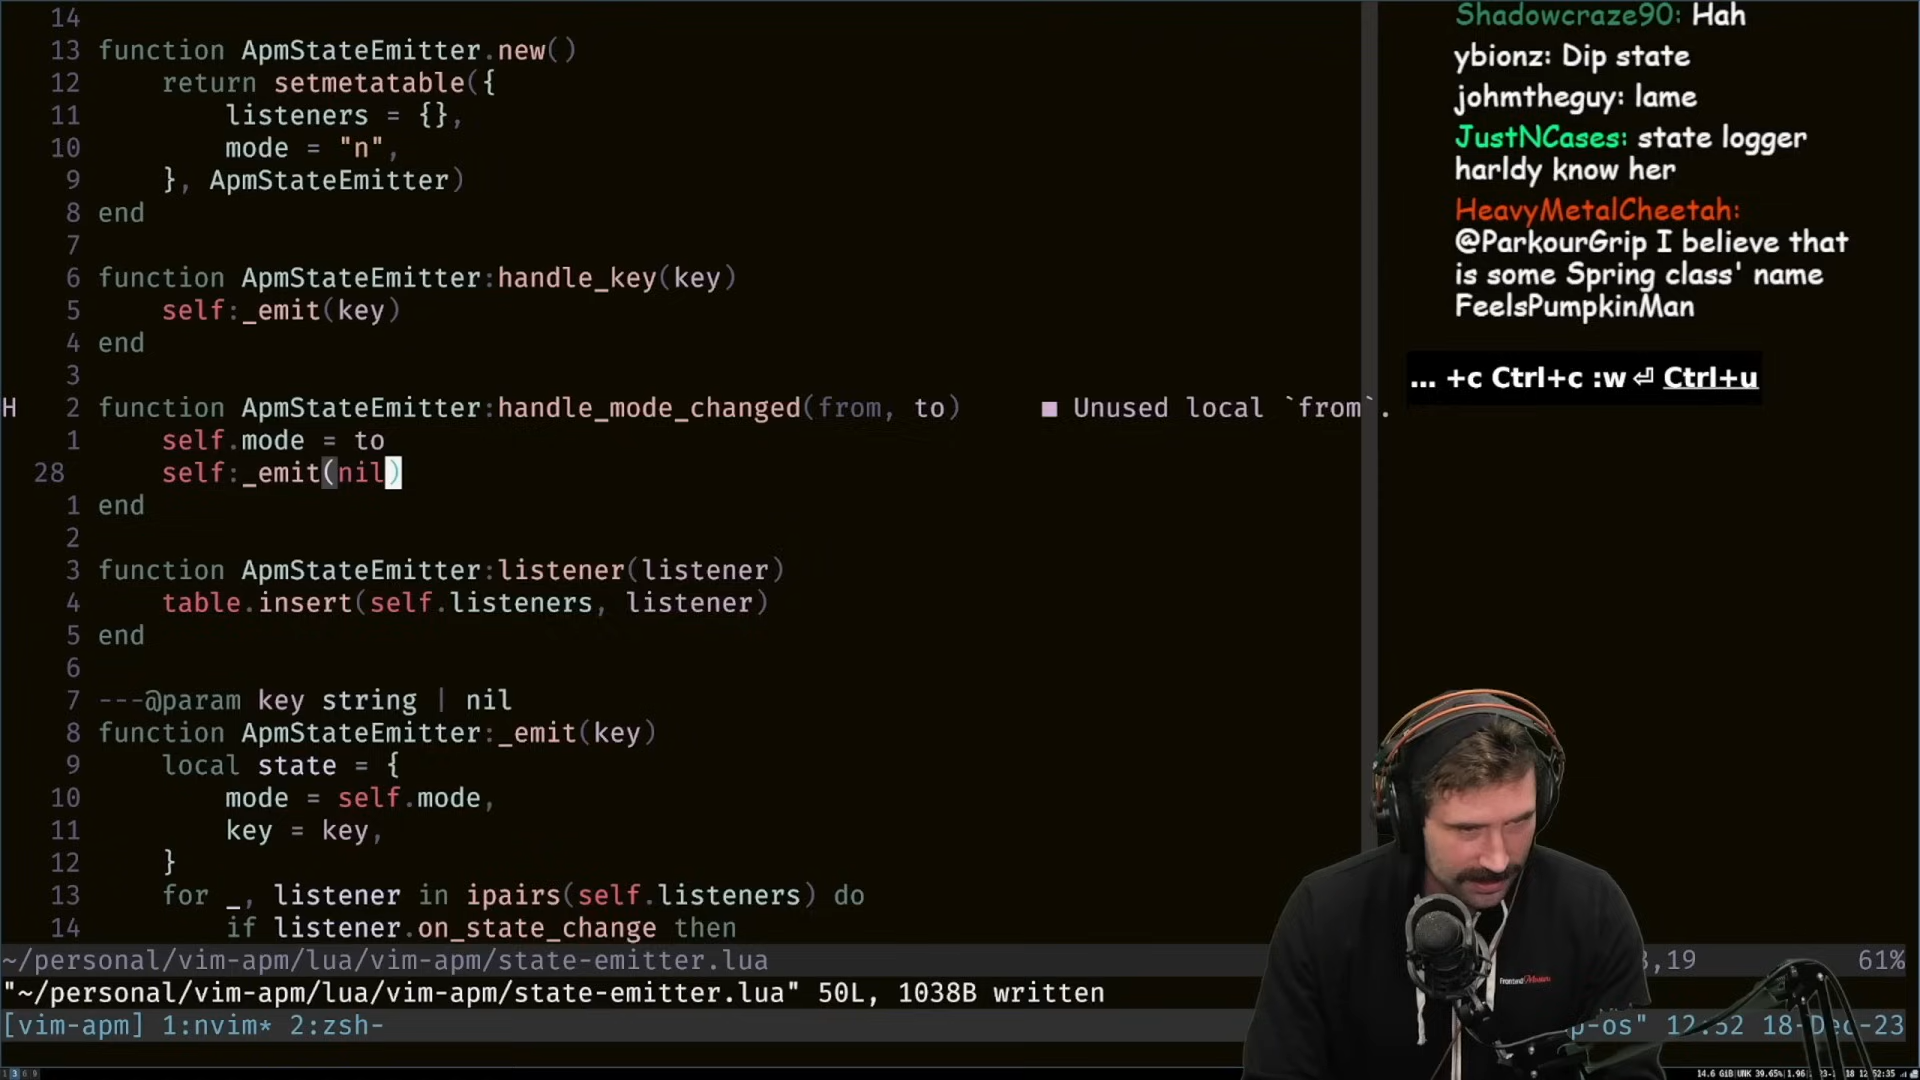 14
13 function ApmStateEmitter.new()
12     return setmetatable({
11         listeners = {},
10         mode = "n",
9     }, ApmStateEmitter)
8 end
7
6 function ApmStateEmitter:handle_key(key)
5     self:_emit(key)
4 end
3
H 2 function ApmStateEmitter:handle_mode_changed(from, to)     ■ Unused local `from`.
1     self.mode = to
28     self:_emit(nil)
1 end
2
3 function ApmStateEmitter:listener(listener)
4     table.insert(self.listeners, listener)
5 end
6
7 ---@param key string | nil
8 function ApmStateEmitter:_emit(key)
9     local state = {
10         mode = self.mode,
11         key = key,
12     }
13     for _, listener in ipairs(self.listeners) do
14         if listener.on_state_change then
~/personal/vim-apm/lua/vim-apm/state-emitter.lua ,19 61%
"~/personal/vim-apm/lua/vim-apm/state-emitter.lua" 50L, 1038B written
[vim-apm] 1:nvim* 2:zsh- p-os" 12:52 18-Dec-23
Shadowcraze90: Hah
ybionz: Dip state
johmtheguy: lame
JustNCases: state logger
harldy know her
HeavyMetalCheetah:
@ParkourGrip I believe that
is some Spring class' name
FeelsPumpkinMan
... +c Ctrl+c :w⏎ Ctrl+u